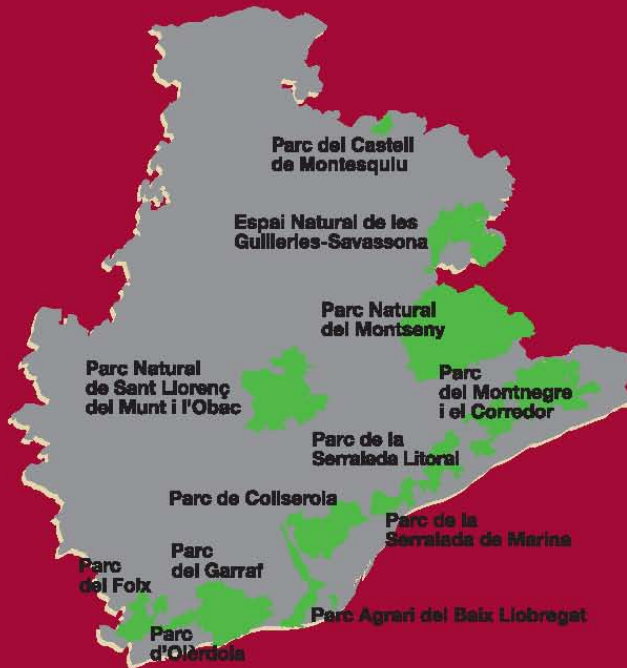 Parc del Castell
de Montesquiu
Espai Natural de les
Guilleries-Savassona
Parc Natural
del Montseny
Parc Natural
de Sant Llorenç
del Munt i l'Obac
Parc
del Montnegre
i el Corredor
Parc de la
Serralada Litoral
Parc de Collserola
Parc de la
Serralada de Marina
Parc
del Garraf
Parc
del Foix
Parc Agrari del Baix Llobregat
Parc
d'Olèrdola